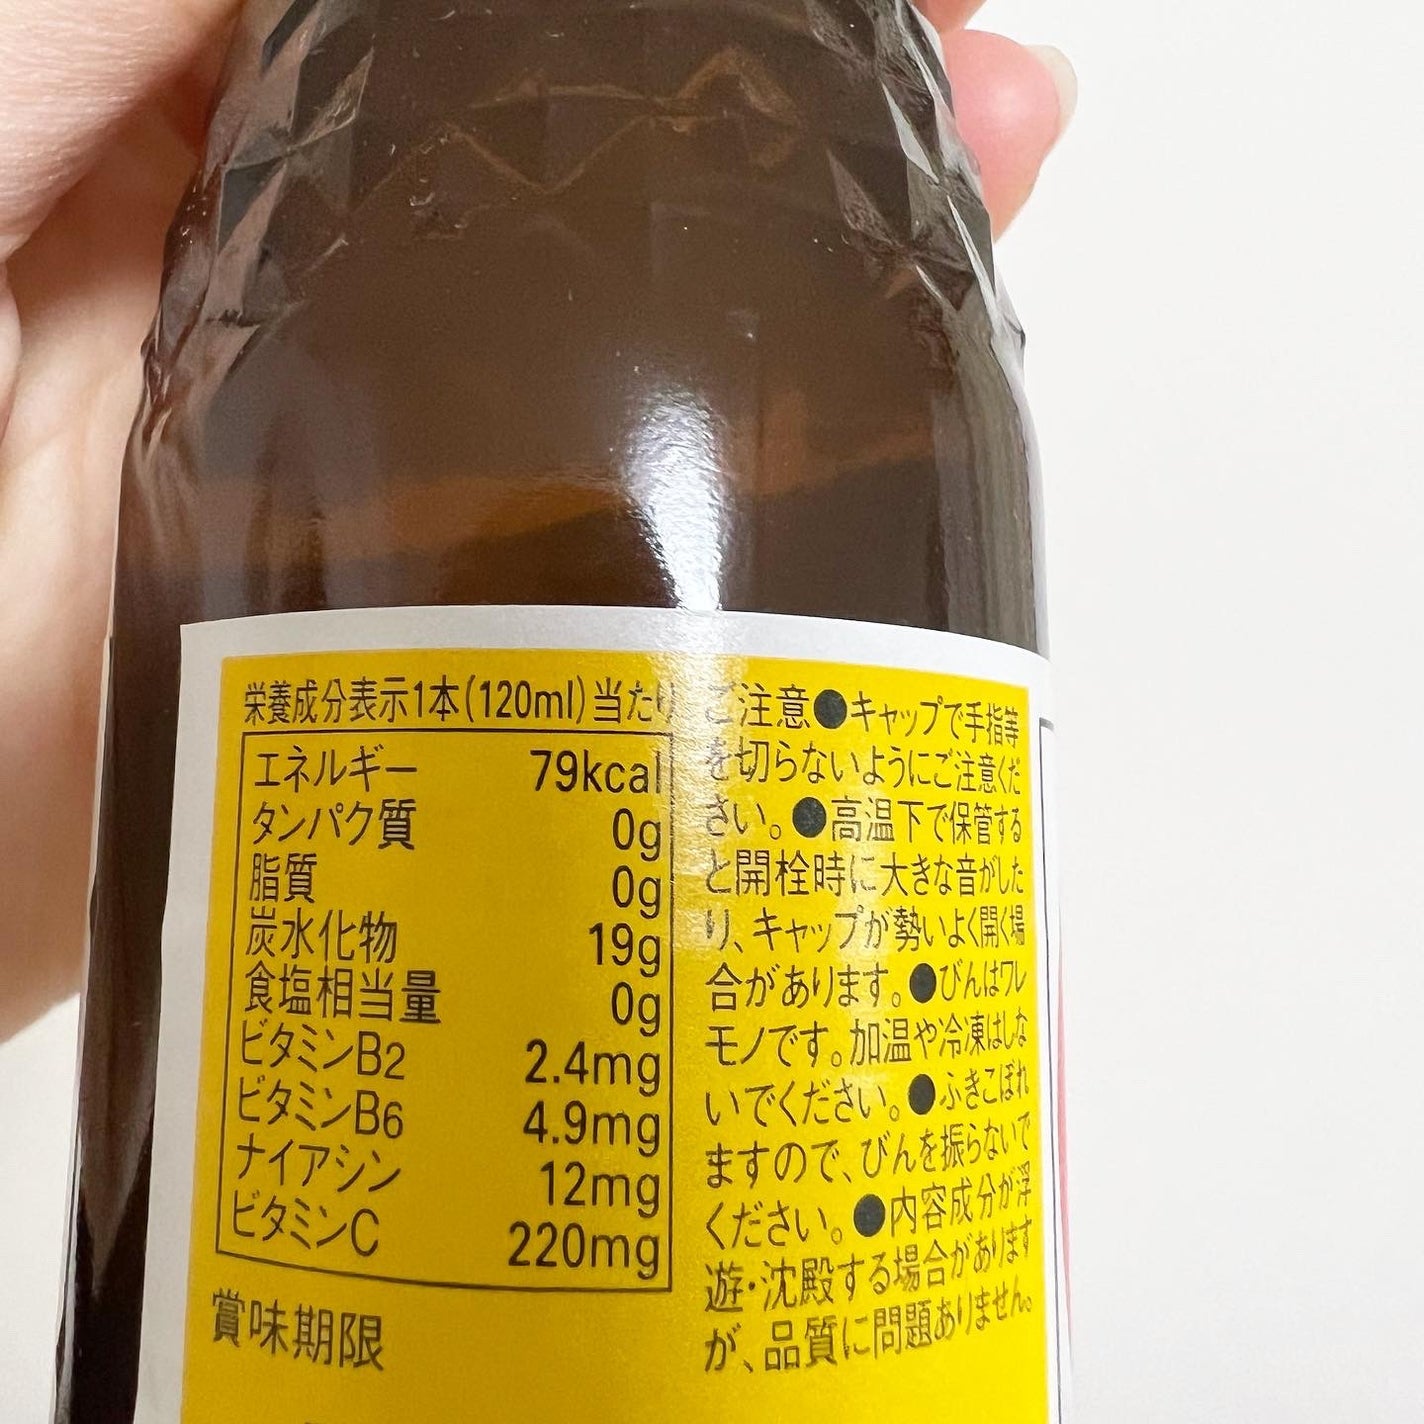 栄養成分表示1本(120ml)当たり
エネルギー 79kcal
タンパク質 0g
脂質 0g
炭水化物 19g
食塩相当量 0g
ビタミンB2 2.4mg
ビタミンB6 4.9mg
ナイアシン 12mg
ビタミンC 220mg
賞味期限
ご注意●キャップで手指等
を切らないようにご注意くだ
さい。●高温下で保管する
と開栓時に大きな音がした
り、キャップが勢いよく開く場
合があります。●びんはワレ
モノです。加温や冷凍はしな
いでください。●ふきこぼれ
ますので、びんを振らないで
ください。●内容成分が浮
遊・沈殿する場合があります
が、品質に問題ありません。